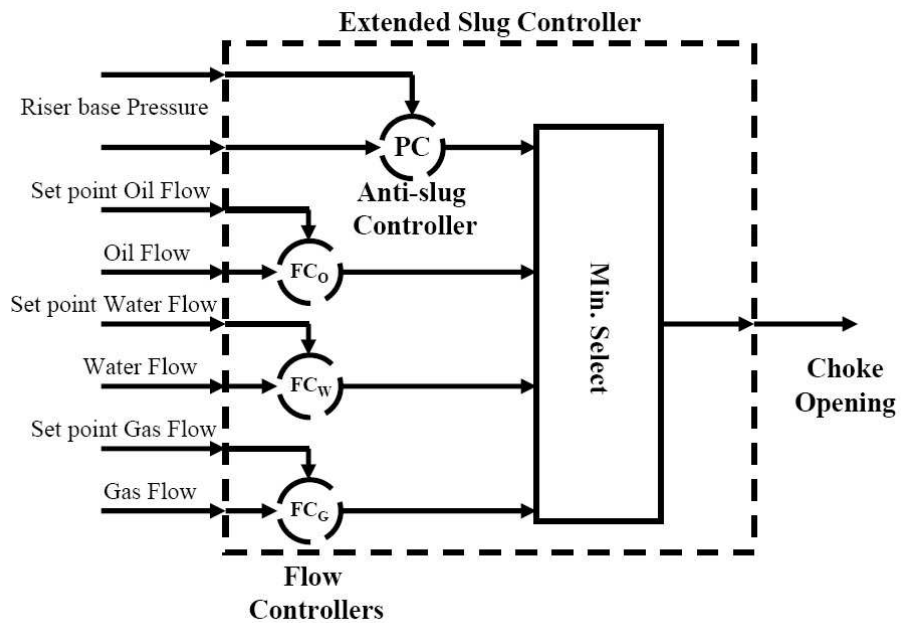 Extended Slug Controller
Riser base Pressure
PC
Anti-slug
Controller
Set point Oil Flow
Oil Flow
FCO
Set point Water Flow
Water Flow
FCW
Set point Gas Flow
Gas Flow
FCG
Min. Select
Choke
Opening
Flow
Controllers